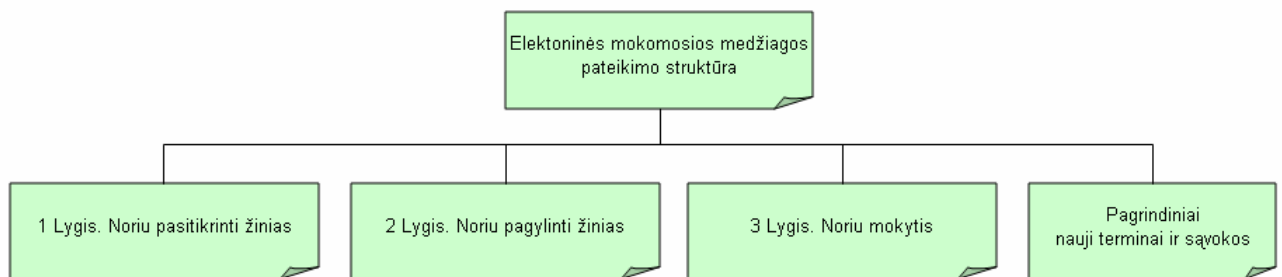 Elektoninės mokomosios medžiagos
pateikimo struktūra
1 Lygis. Noriu pasitikrinti žinias
2 Lygis. Noriu pagylinti žinias
3 Lygis. Noriu mokytis
Pagrindiniai
nauji terminai ir sąvokos